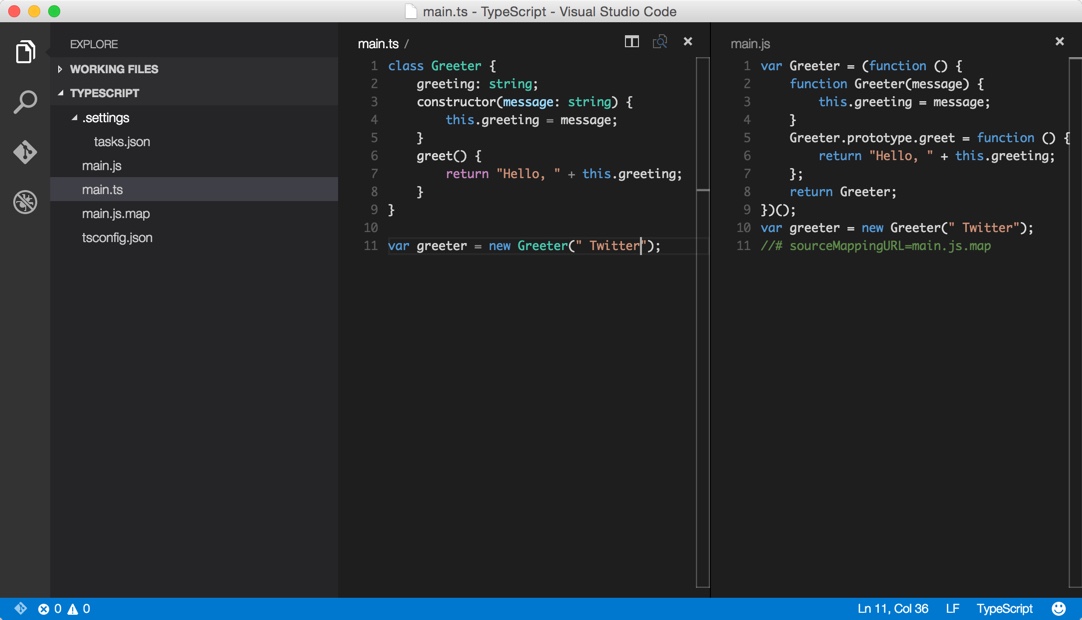 main.ts - TypeScript - Visual Studio Code
EXPLORE
WORKING FILES
TYPESCRIPT
.settings
tasks.json
main.js
main.ts
main.js.map
tsconfig.json
main.ts /
1 class Greeter {
2 greeting: string;
3 constructor(message: string) {
4 this.greeting = message;
5 }
6 greet() {
7 return "Hello, " + this.greeting;
8 }
9 }
10
11 var greeter = new Greeter(" Twitter");
main.js
1 var Greeter = (function () {
2 function Greeter(message) {
3 this.greeting = message;
4 }
5 Greeter.prototype.greet = function () {
6 return "Hello, " + this.greeting;
7 };
8 return Greeter;
9 })();
10 var greeter = new Greeter(" Twitter");
11 //# sourceMappingURL=main.js.map
0 0
Ln 11, Col 36 LF TypeScript